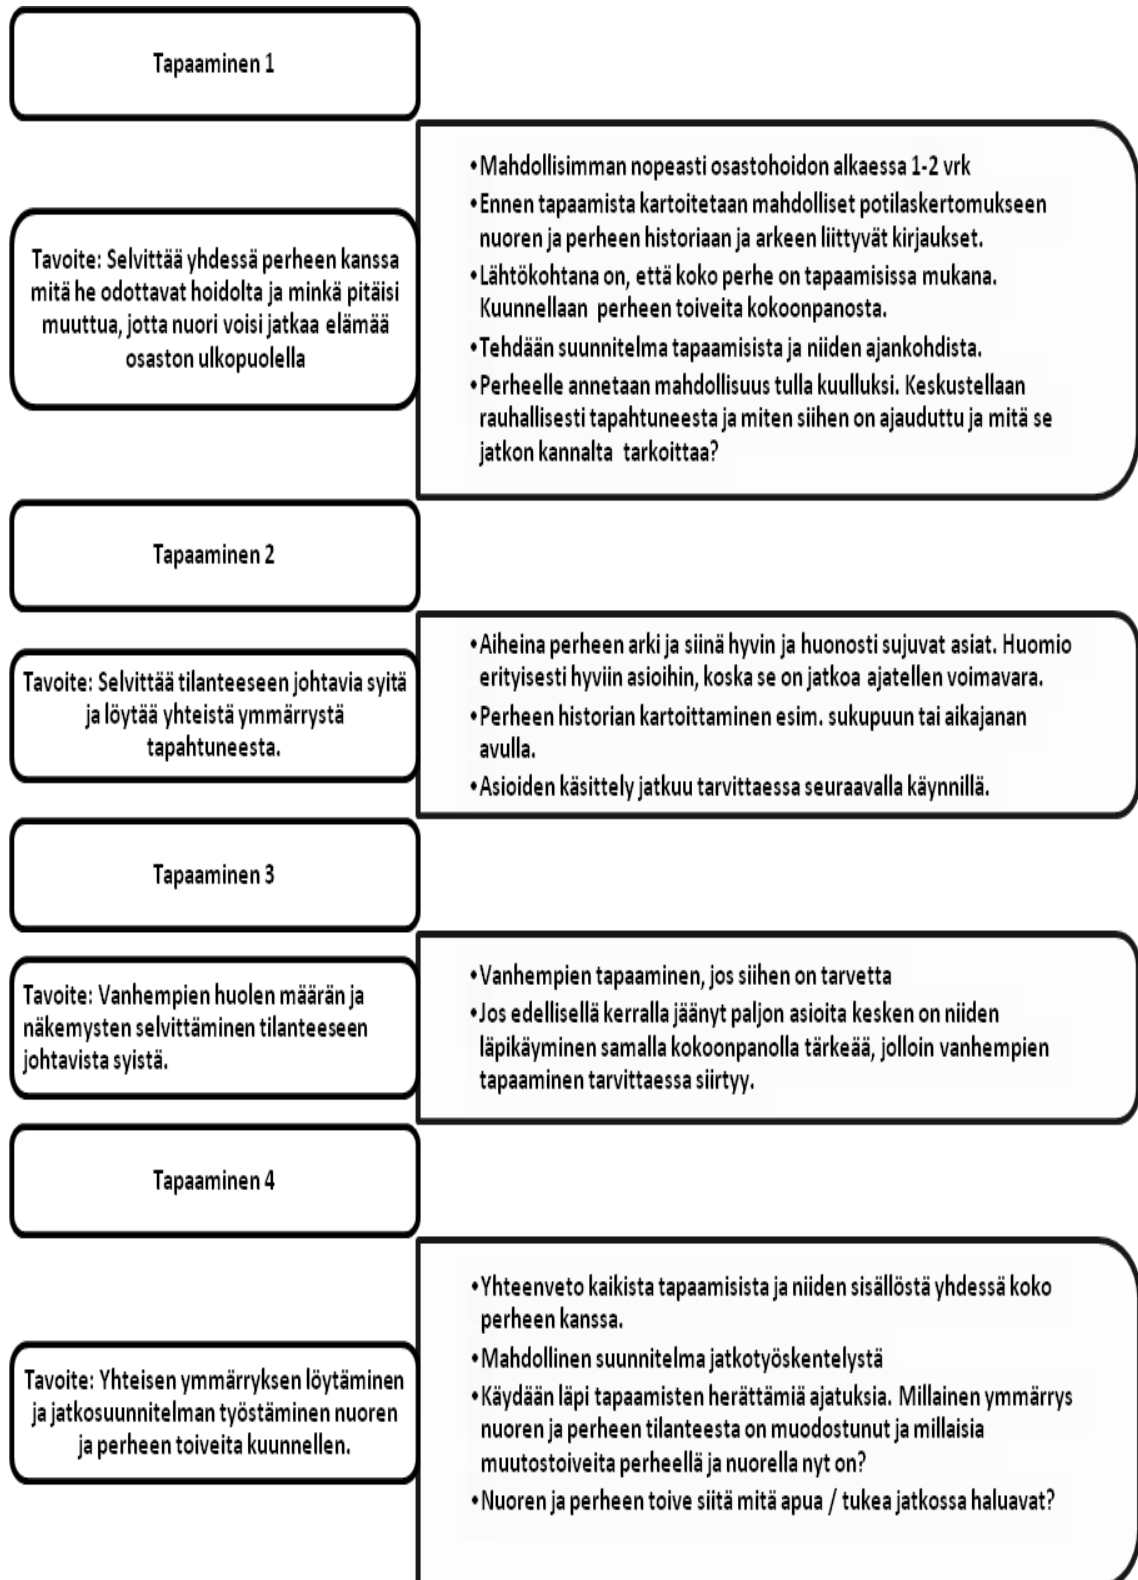 Tapaaminen 1
Tavoite: Selvittää yhdessä perheen kanssa
mitä he odottavat hoidolta ja minkä pitäisi
muuttua, jotta nuori voisi jatkaa elämää
osaston ulkopuolella
•Mahdollisimman nopeasti osastohoidon alkaessa 1-2 vrk
•Ennen tapaamista kartoitetaan mahdolliset potilaskertomukseen
nuoren ja perheen historiaan ja arkeen liittyvät kirjaukset.
•Lähtökohtana on, että koko perhe on tapaamisissa mukana.
Kuunnellaan perheen toiveita kokoonpanosta.
•Tehdään suunnitelma tapaamisista ja niiden ajankohdista.
•Perheelle annetaan mahdollisuus tulla kuulluksi. Keskustellaan
rauhallisesti tapahtuneesta ja miten siihen on ajauduttu ja mitä se
jatkon kannalta tarkoittaa?
Tapaaminen 2
Tavoite: Selvittää tilanteeseen johtavia syitä
ja löytää yhteistä ymmärrystä
tapahtuneesta.
•Aiheina perheen arki ja siinä hyvin ja huonosti sujuvat asiat. Huomio
erityisesti hyviin asioihin, koska se on jatkoa ajatellen voimavara.
•Perheen historian kartoittaminen esim. sukupuun tai aikajanan
avulla.
•Asioiden käsittely jatkuu tarvittaessa seuraavalla käynnillä.
Tapaaminen 3
Tavoite: Vanhempien huolen määrän ja
näkemysten selvittäminen tilanteeseen
johtavista syistä.
•Vanhempien tapaaminen, jos siihen on tarvetta
•Jos edellisellä kerralla jäänyt paljon asioita kesken on niiden
läpikäyminen samalla kokoonpanolla tärkeää, jolloin vanhempien
tapaaminen tarvittaessa siirtyy.
Tapaaminen 4
Tavoite: Yhteisen ymmärryksen löytäminen
ja jatkosuunnitelman työstäminen nuoren
ja perheen toiveita kuunnellen.
•Yhteenveto kaikista tapaamisista ja niiden sisällöstä yhdessä koko
perheen kanssa.
•Mahdollinen suunnitelma jatkotyöskentelystä
•Käydään läpi tapaamisten herättämiä ajatuksia. Millainen ymmärrys
nuoren ja perheen tilanteesta on muodostunut ja millaisia
muutostoiveita perheellä ja nuorella nyt on?
•Nuoren ja perheen toive siitä mitä apua / tukea jatkossa haluavat?